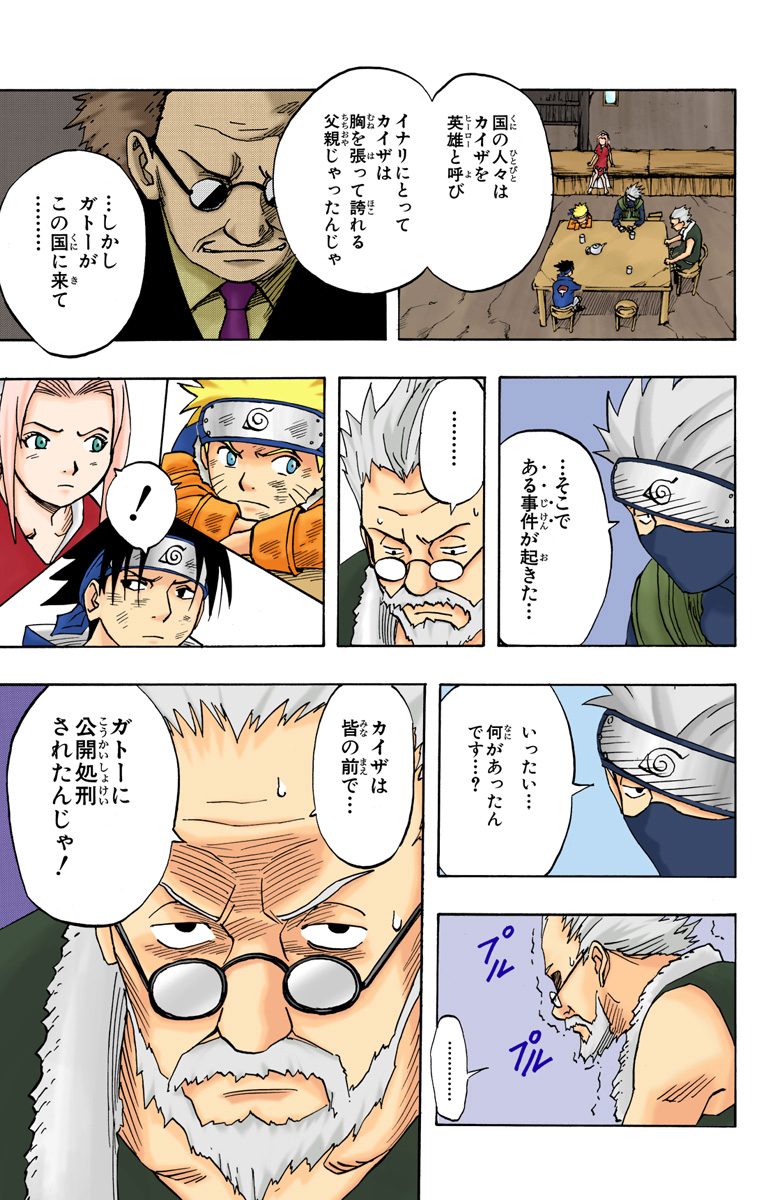 国の人々は
カイザを
英雄と呼び
イナリにとって
カイザは
胸を張って誇れる
父親じゃったんじゃ
…しかし
ガトーが
この国に来て
………
…そこで
ある事件が
起きた…
………
！
いったい…
何があったん
です…？
プル
プル
………
カイザは
皆の前で…
ガトーに
公開処刑
されたんじゃ！